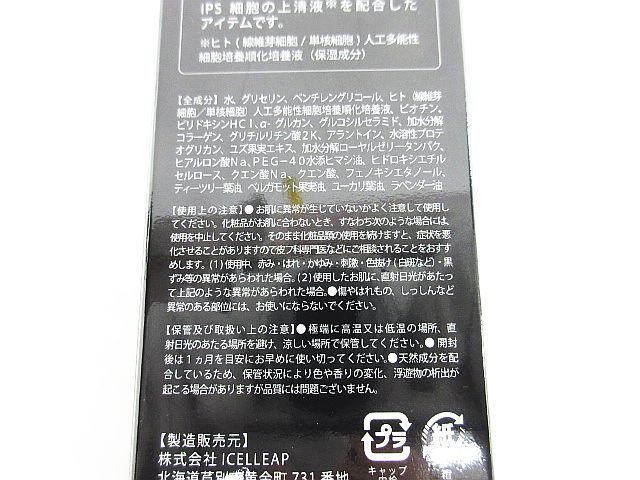 IPS 細胞の上清液※を配合した
アイテムです。
※ヒト(線維芽細胞/単核細胞)人工多能性
細胞培養順化培養液(保湿成分)
【全成分】水、グリセリン、ペンチレングリコール、ヒト(線維芽
細胞/単核細胞)人工多能性細胞培養順化培養液、ビオチン、
ピリドキシンHCl、α-グルカン、グルコシルセラミド、加水分解
コラーゲン、グリチルリチン酸2K、アラントイン、水溶性プロテ
オグリカン、ユズ果実エキス、加水分解ローヤルゼリータンパク、
ヒアルロン酸Na、PEG-40水添ヒマシ油、ヒドロキシエチル
セルロース、クエン酸Na、クエン酸、フェノキシエタノール、
ティーツリー葉油、ベルガモット果実油、ユーカリ葉油、ラベンダー油
【使用上の注意】●お肌に異常が生じていないかよく注意して使用し
てください。化粧品がお肌に合わないとき、すなわち次のような場合には、
使用を中止してください。そのまま化粧品類の使用を続けますと、症状を悪
化させることがありますので皮フ科専門医などにご相談されることをおすす
めします。(1)使用中、赤み・はれ・かゆみ・刺激・色抜け(白斑など)・黒
ずみ等の異常があらわれた場合。(2)使用したお肌に、直射日光があたっ
て上記のような異常があらわれた場合。●傷やはれもの、しっしんなど
異常のある部位には、お使いにならないでください。
【保管及び取扱い上の注意】●極端に高温又は低温の場所、直
射日光のあたる場所を避け、涼しい場所で保管してください。●開封
後は1ヵ月を目安にお早めに使い切ってください。●天然成分を配
合しているため、保管状況により色や香りの変化、浮遊物の析出が
起こる場合がありますが品質には問題ございません。
【製造販売元】
株式会社 ICELLEAP
北海道芦別市黄金町 731 番地
プラ
紙
キャップ
箱